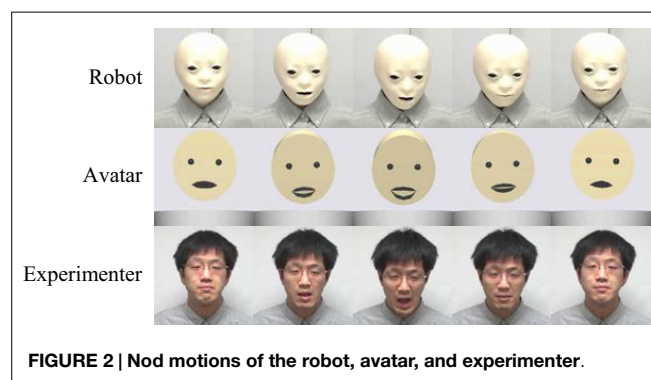 Robot
Avatar
Experimenter
FIGURE 2 | Nod motions of the robot, avatar, and experimenter.